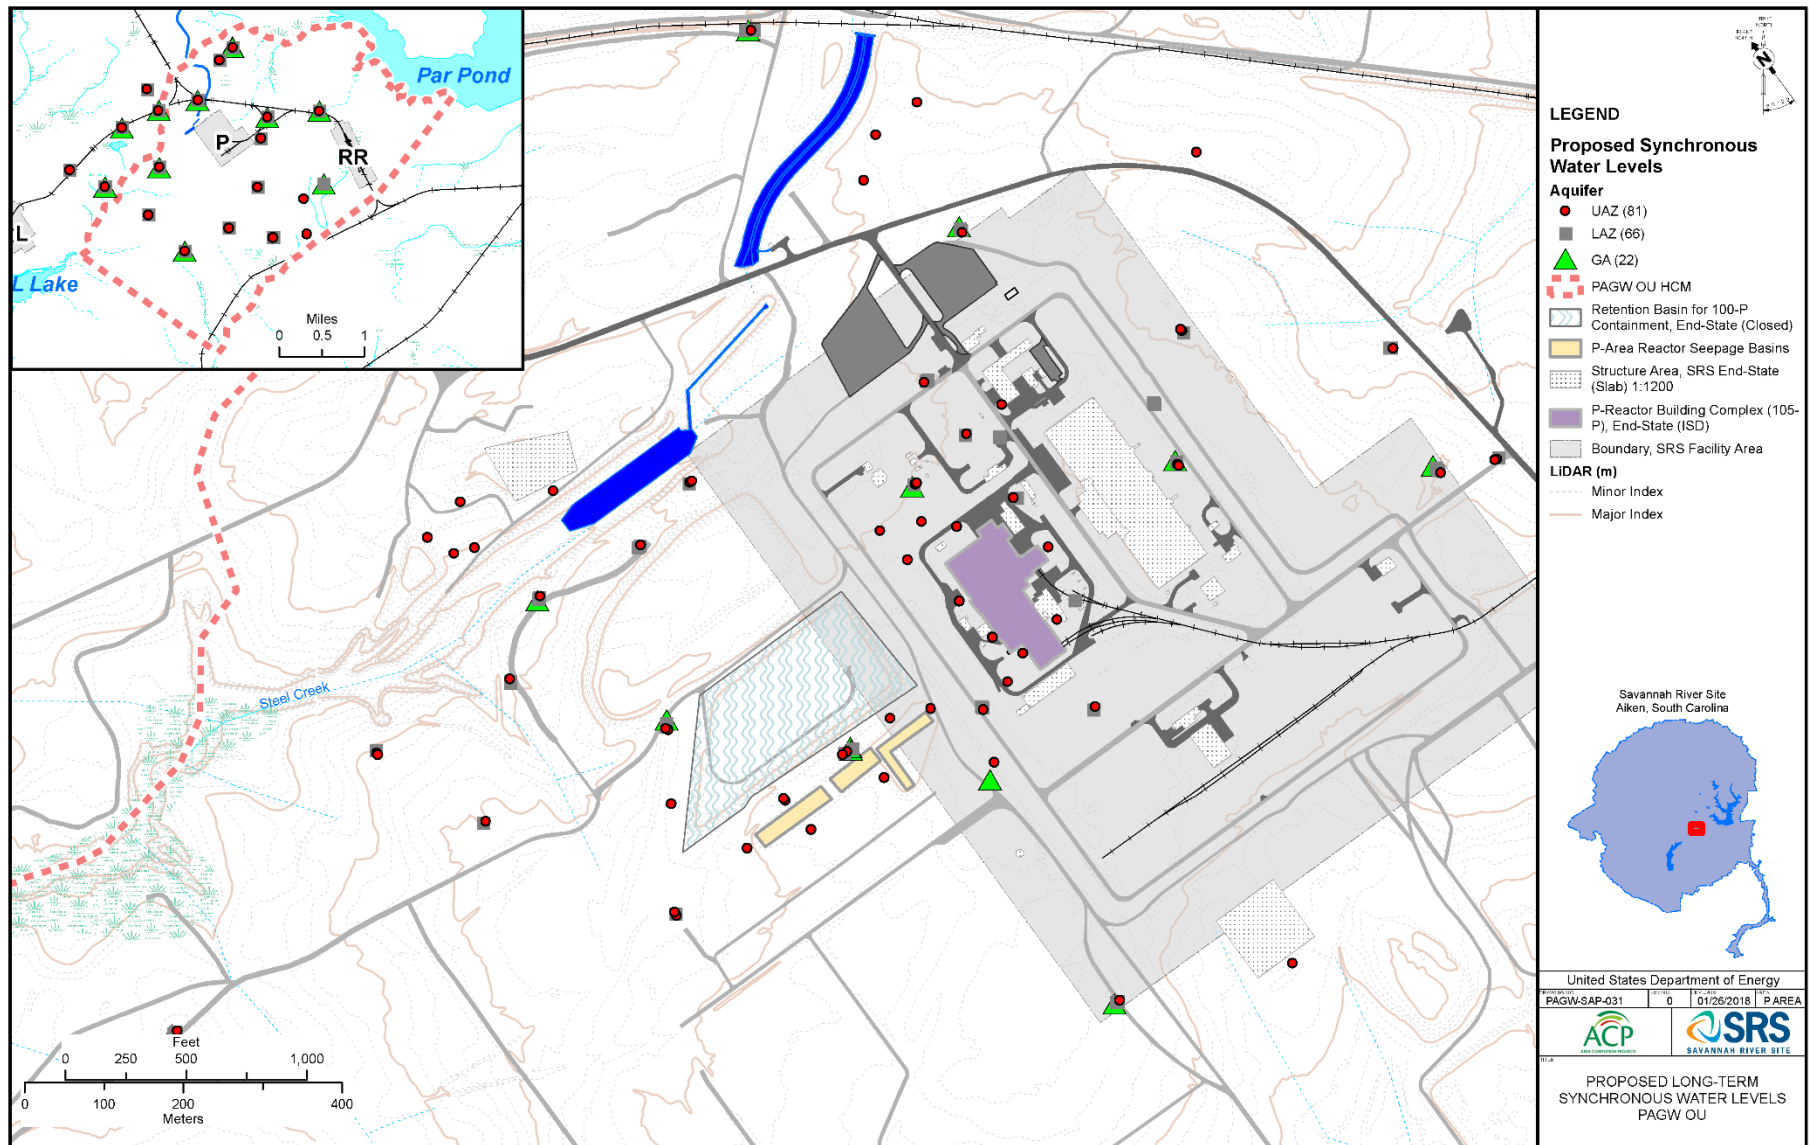 Par Pond
P
RR
L
L Lake
Miles
0 0.5 1
Steel Creek
Feet
0 250 500 1,000
0 100 200 400
Meters
N
LEGEND
Proposed Synchronous
Water Levels
Aquifer
UAZ (81)
LAZ (66)
GA (22)
PAGW OU HCM
Retention Basin for 100-P
Containment, End-State (Closed)
P-Area Reactor Seepage Basins
Structure Area, SRS End-State
(Slab) 1:1200
P-Reactor Building Complex (105-
P), End-State (ISD)
Boundary, SRS Facility Area
LiDAR (m)
Minor Index
Major Index
Savannah River Site
Aiken, South Carolina
United States Department of Energy
PAGW-SAP-031 0 01/26/2018 P AREA
ACP
AREA COMPLETION PROJECTS
SRS
SAVANNAH RIVER SITE
TITLE
PROPOSED LONG-TERM
SYNCHRONOUS WATER LEVELS
PAGW OU